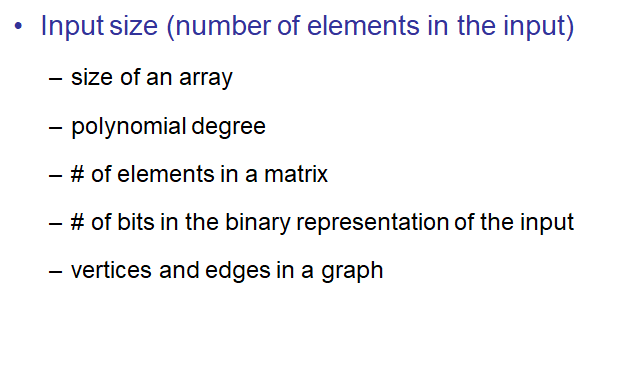 • Input size (number of elements in the input)
– size of an array
– polynomial degree
– # of elements in a matrix
– # of bits in the binary representation of the input
– vertices and edges in a graph